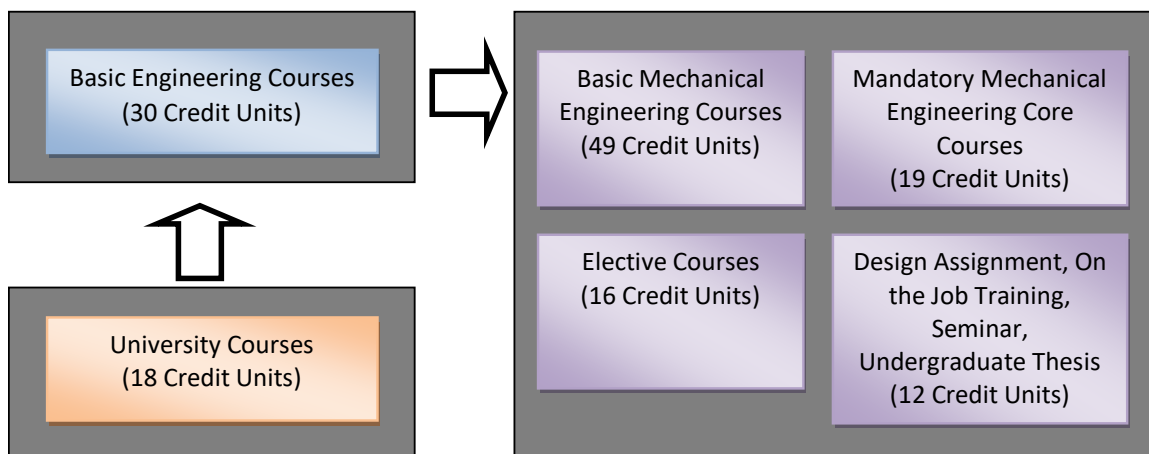 Basic Engineering Courses
(30 Credit Units)
University Courses
(18 Credit Units)
Basic Mechanical
Engineering Courses
(49 Credit Units)
Mandatory Mechanical
Engineering Core
Courses
(19 Credit Units)
Elective Courses
(16 Credit Units)
Design Assignment, On
the Job Training,
Seminar,
Undergraduate Thesis
(12 Credit Units)